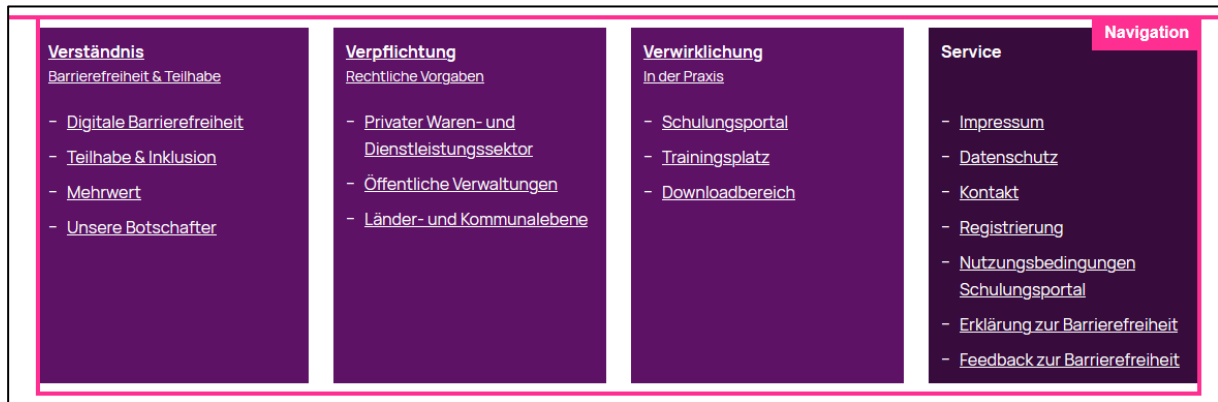 Navigation
Verständnis
Barrierefreiheit & Teilhabe
– Digitale Barrierefreiheit
– Teilhabe & Inklusion
– Mehrwert
– Unsere Botschafter
Verpflichtung
Rechtliche Vorgaben
– Privater Waren- und
Dienstleistungssektor
– Öffentliche Verwaltungen
– Länder- und Kommunalebene
Verwirklichung
In der Praxis
– Schulungsportal
– Trainingsplatz
– Downloadbereich
Service
– Impressum
– Datenschutz
– Kontakt
– Registrierung
– Nutzungsbedingungen
Schulungsportal
– Erklärung zur Barrierefreiheit
– Feedback zur Barrierefreiheit